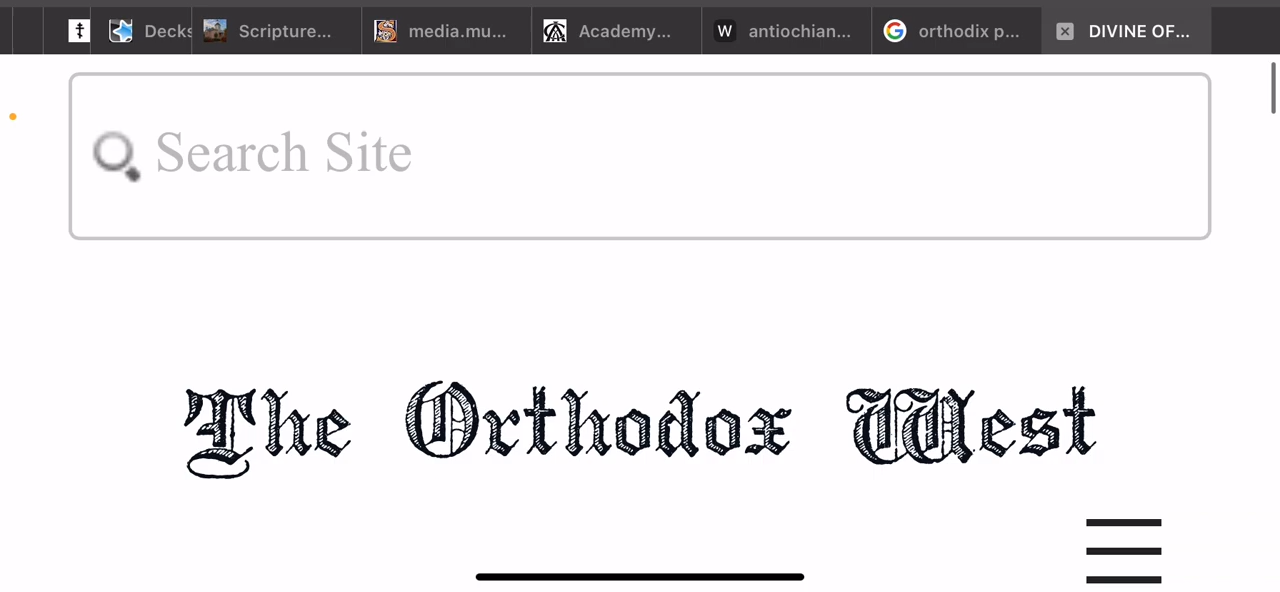 Decks Scripture... media.mu... Academy... W antiochian... orthodix p... DIVINE OF...
Search Site
The Orthodox West